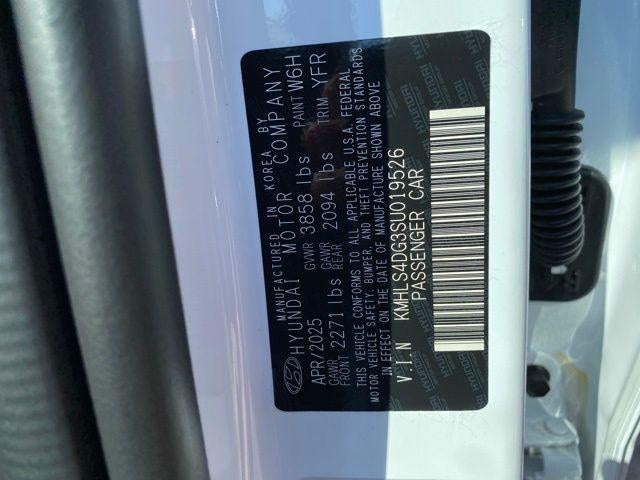 MANUFACTURED IN KOREA BY
HYUNDAI MOTOR COMPANY
APR/2025 GVWR 3858 lbs PAINT W6H
GAWR FRONT 2271 lbs GAWR REAR 2094 lbs TRIM YFR
THIS VEHICLE CONFORMS TO ALL APPLICABLE U.S.A. FEDERAL
MOTOR VEHICLE SAFETY, BUMPER, AND THEFT PREVENTION STANDARDS
IN EFFECT ON THE DATE OF MANUFACTURE SHOWN ABOVE
V.I.N KMHLS4DG3SU019526
PASSENGER CAR